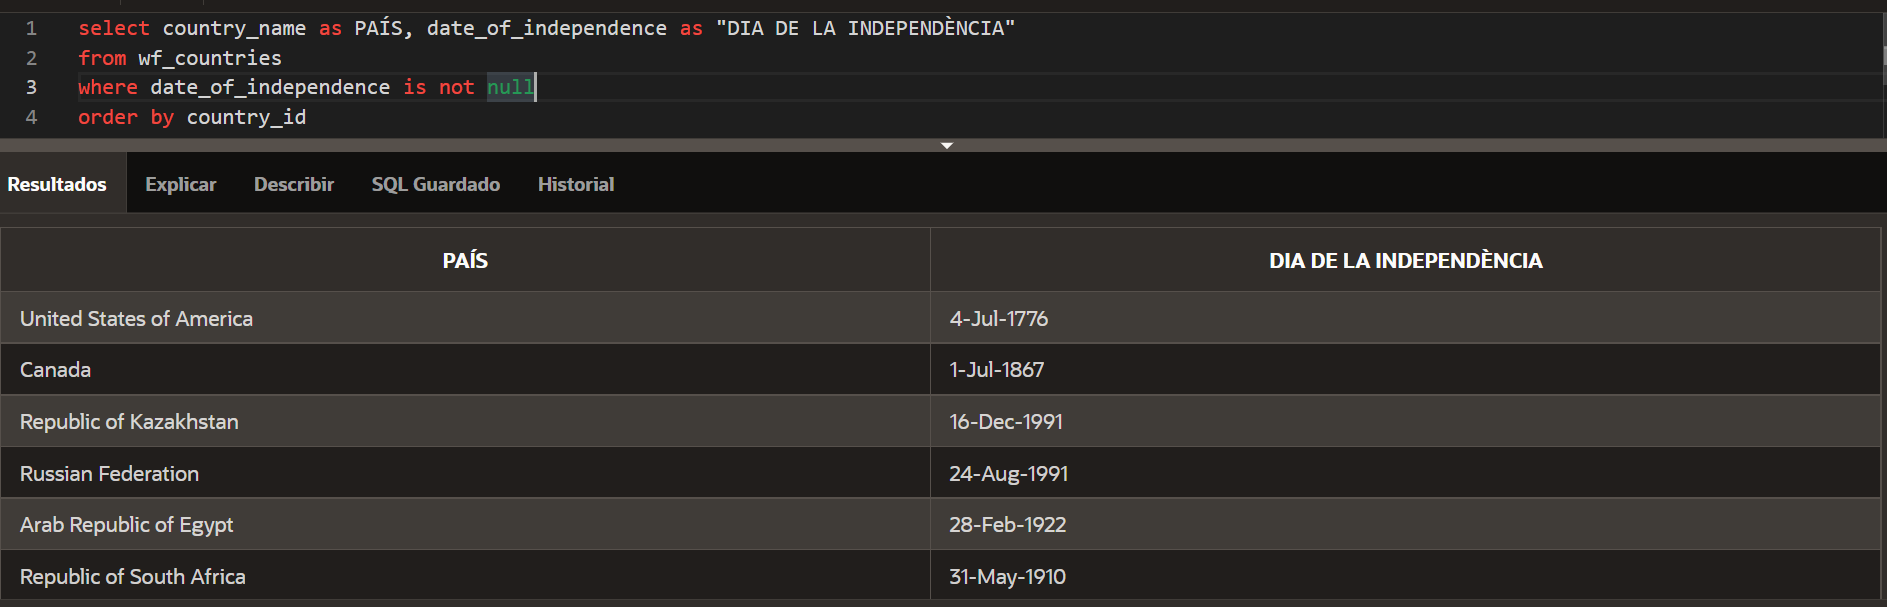 1 select country_name as PAÍS, date_of_independence as "DIA DE LA INDEPENDÈNCIA"
2 from wf_countries
3 where date_of_independence is not null
4 order by country_id
Resultados Explicar Describir SQL Guardado Historial
PAÍS DIA DE LA INDEPENDÈNCIA
United States of America 4-Jul-1776
Canada 1-Jul-1867
Republic of Kazakhstan 16-Dec-1991
Russian Federation 24-Aug-1991
Arab Republic of Egypt 28-Feb-1922
Republic of South Africa 31-May-1910